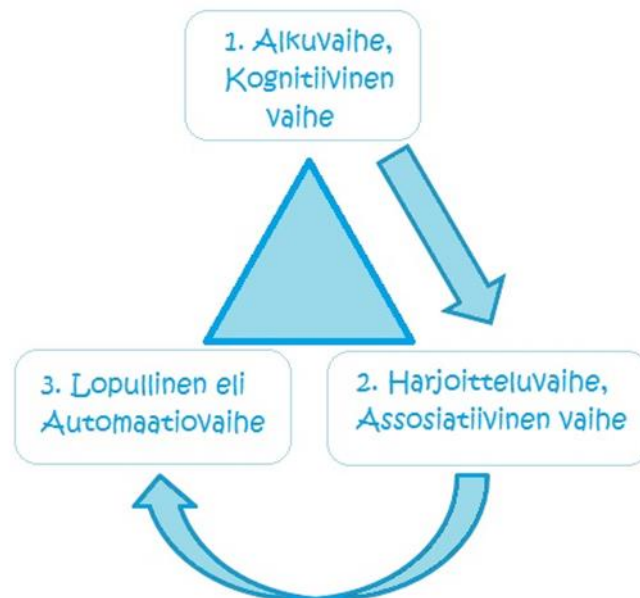 1. Alkuvaihe,
Kognitiivinen
vaihe
2. Harjoitteluvaihe,
Assosiatiivinen vaihe
3. Lopullinen eli
Automaatiovaihe